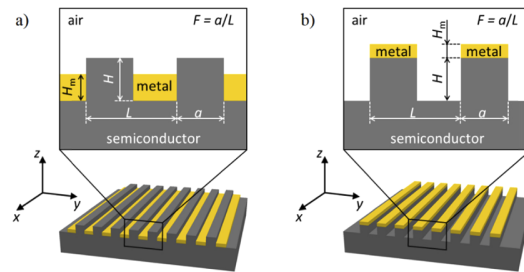 a)
air
F = a/L
Hm
H
metal
L
a
semiconductor
z
y
x
b)
air
F = a/L
Hm
metal
metal
H
L
a
semiconductor
z
y
x